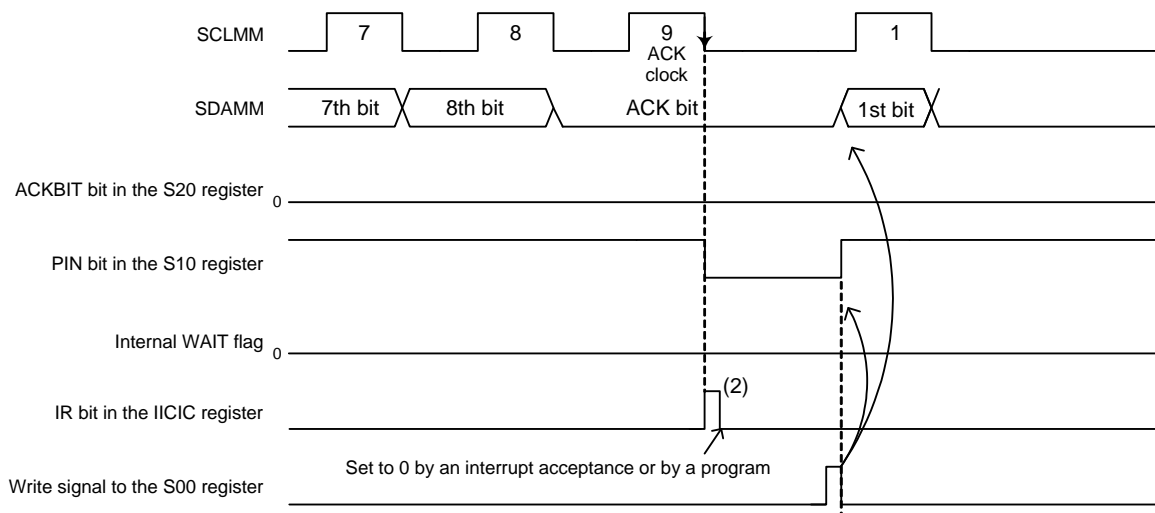 SCLMM
7
8
9
ACK
clock
1
SDAMM
7th bit
8th bit
ACK bit
1st bit
ACKBIT bit in the S20 register
0
PIN bit in the S10 register
Internal WAIT flag
0
IR bit in the IICIC register
(2)
Set to 0 by an interrupt acceptance or by a program
Write signal to the S00 register